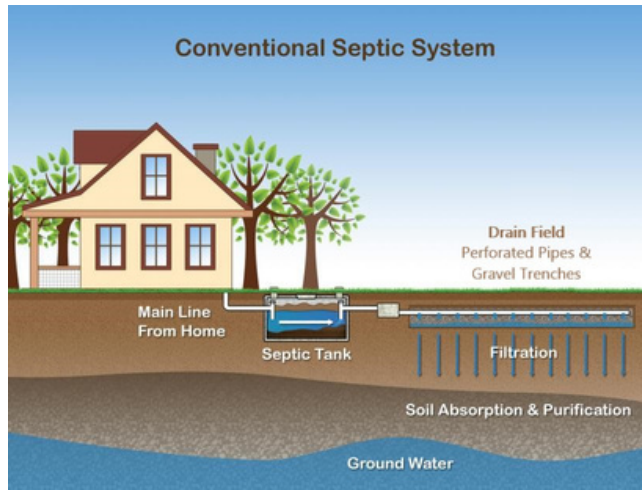 Conventional Septic System
Drain Field
Perforated Pipes &
Gravel Trenches
Main Line
From Home
Septic Tank
Filtration
Soil Absorption & Purification
Ground Water